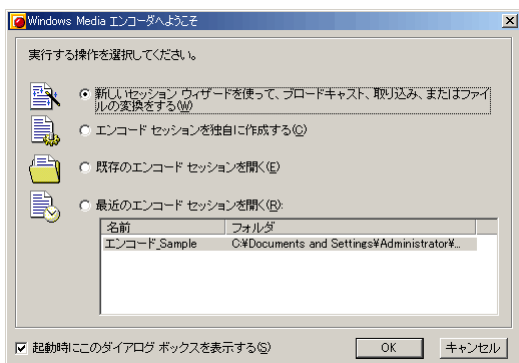 Windows Media エンコーダへようこそ
実行する操作を選択してください。
新しいセッション ウィザードを使って、ブロードキャスト、取り込み、またはファイ
ルの変換をする(W)
エンコード セッションを独自に作成する(C)
既存のエンコード セッションを開く(E)
最近のエンコード セッションを開く(R):
名前 フォルダ
エンコード_Sample C:¥Documents and Settings¥Administrator¥...
起動時にこのダイアログ ボックスを表示する(S)
OK キャンセル